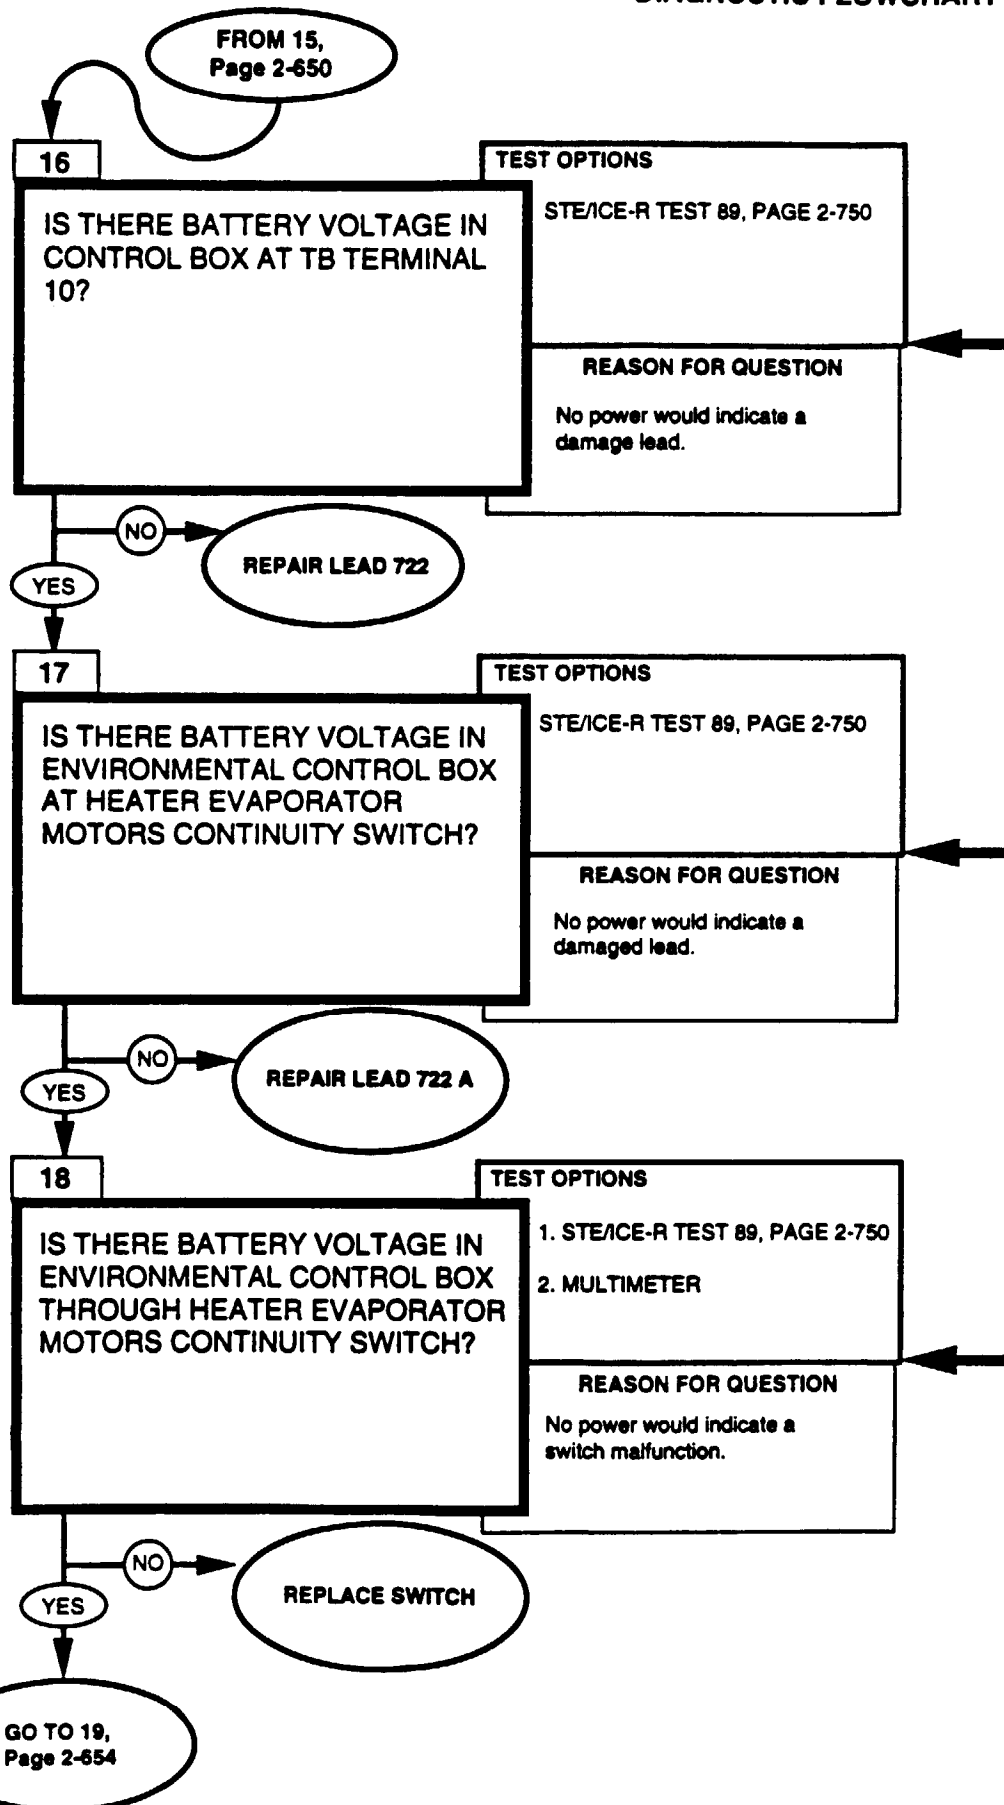 FROM 15,
Page 2-650
16
TEST OPTIONS
IS THERE BATTERY VOLTAGE IN
CONTROL BOX AT TB TERMINAL
10?
STE/ICE-R TEST 89, PAGE 2-750
REASON FOR QUESTION
No power would indicate a
damage lead.
NO
REPAIR LEAD 722
YES
17
TEST OPTIONS
IS THERE BATTERY VOLTAGE IN
ENVIRONMENTAL CONTROL BOX
AT HEATER EVAPORATOR
MOTORS CONTINUITY SWITCH?
STE/ICE-R TEST 89, PAGE 2-750
REASON FOR QUESTION
No power would indicate a
damaged lead.
NO
REPAIR LEAD 722 A
YES
18
TEST OPTIONS
IS THERE BATTERY VOLTAGE IN
ENVIRONMENTAL CONTROL BOX
THROUGH HEATER EVAPORATOR
MOTORS CONTINUITY SWITCH?
1. STE/ICE-R TEST 89, PAGE 2-750
2. MULTIMETER
REASON FOR QUESTION
No power would indicate a
switch malfunction.
NO
REPLACE SWITCH
YES
GO TO 19,
Page 2-654